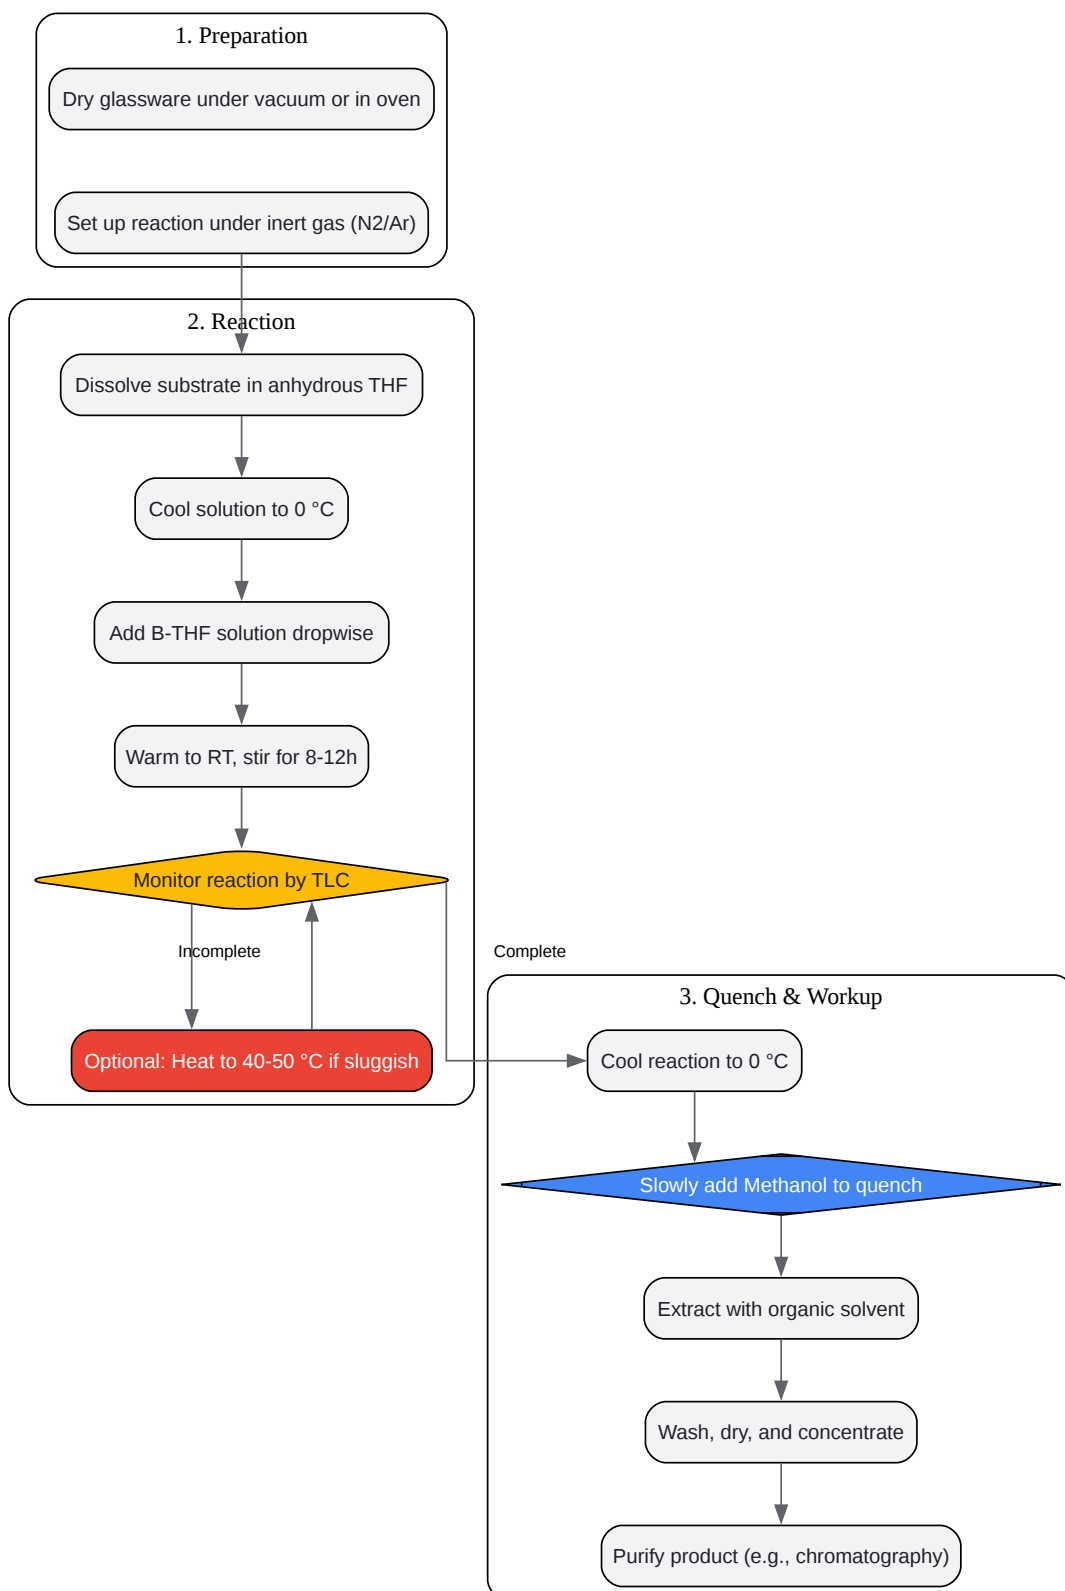 1. Preparation
Dry glassware under vacuum or in oven
Set up reaction under inert gas (N2/Ar)
2. Reaction
Dissolve substrate in anhydrous THF
Cool solution to 0 °C
Add B-THF solution dropwise
Warm to RT, stir for 8-12h
Monitor reaction by TLC
Incomplete
Complete
Optional: Heat to 40-50 °C if sluggish
3. Quench & Workup
Cool reaction to 0 °C
Slowly add Methanol to quench
Extract with organic solvent
Wash, dry, and concentrate
Purify product (e.g., chromatography)